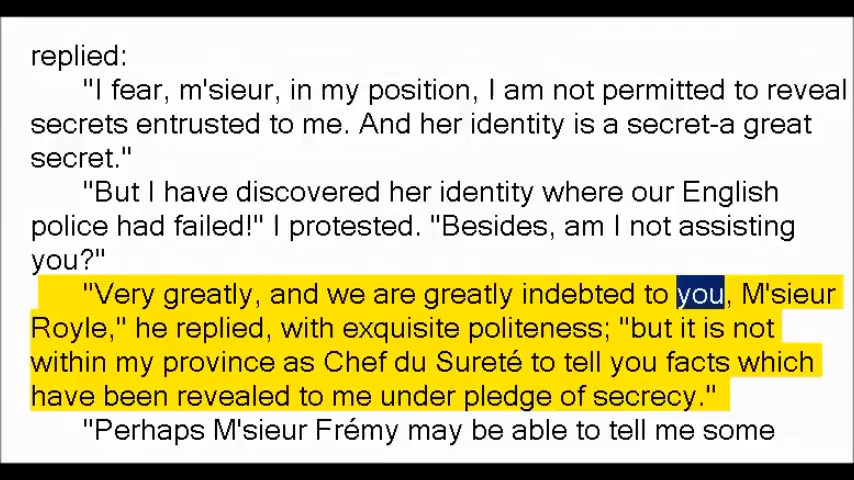 replied:
"I fear, m'sieur, in my position, I am not permitted to reveal
secrets entrusted to me. And her identity is a secret-a great
secret."
"But I have discovered her identity where our English
police had failed!" I protested. "Besides, am I not assisting
you?"
"Very greatly, and we are greatly indebted to you, M'sieur
Royle," he replied, with exquisite politeness; "but it is not
within my province as Chef du Sureté to tell you facts which
have been revealed to me under pledge of secrecy."
"Perhaps M'sieur Frémy may be able to tell me some